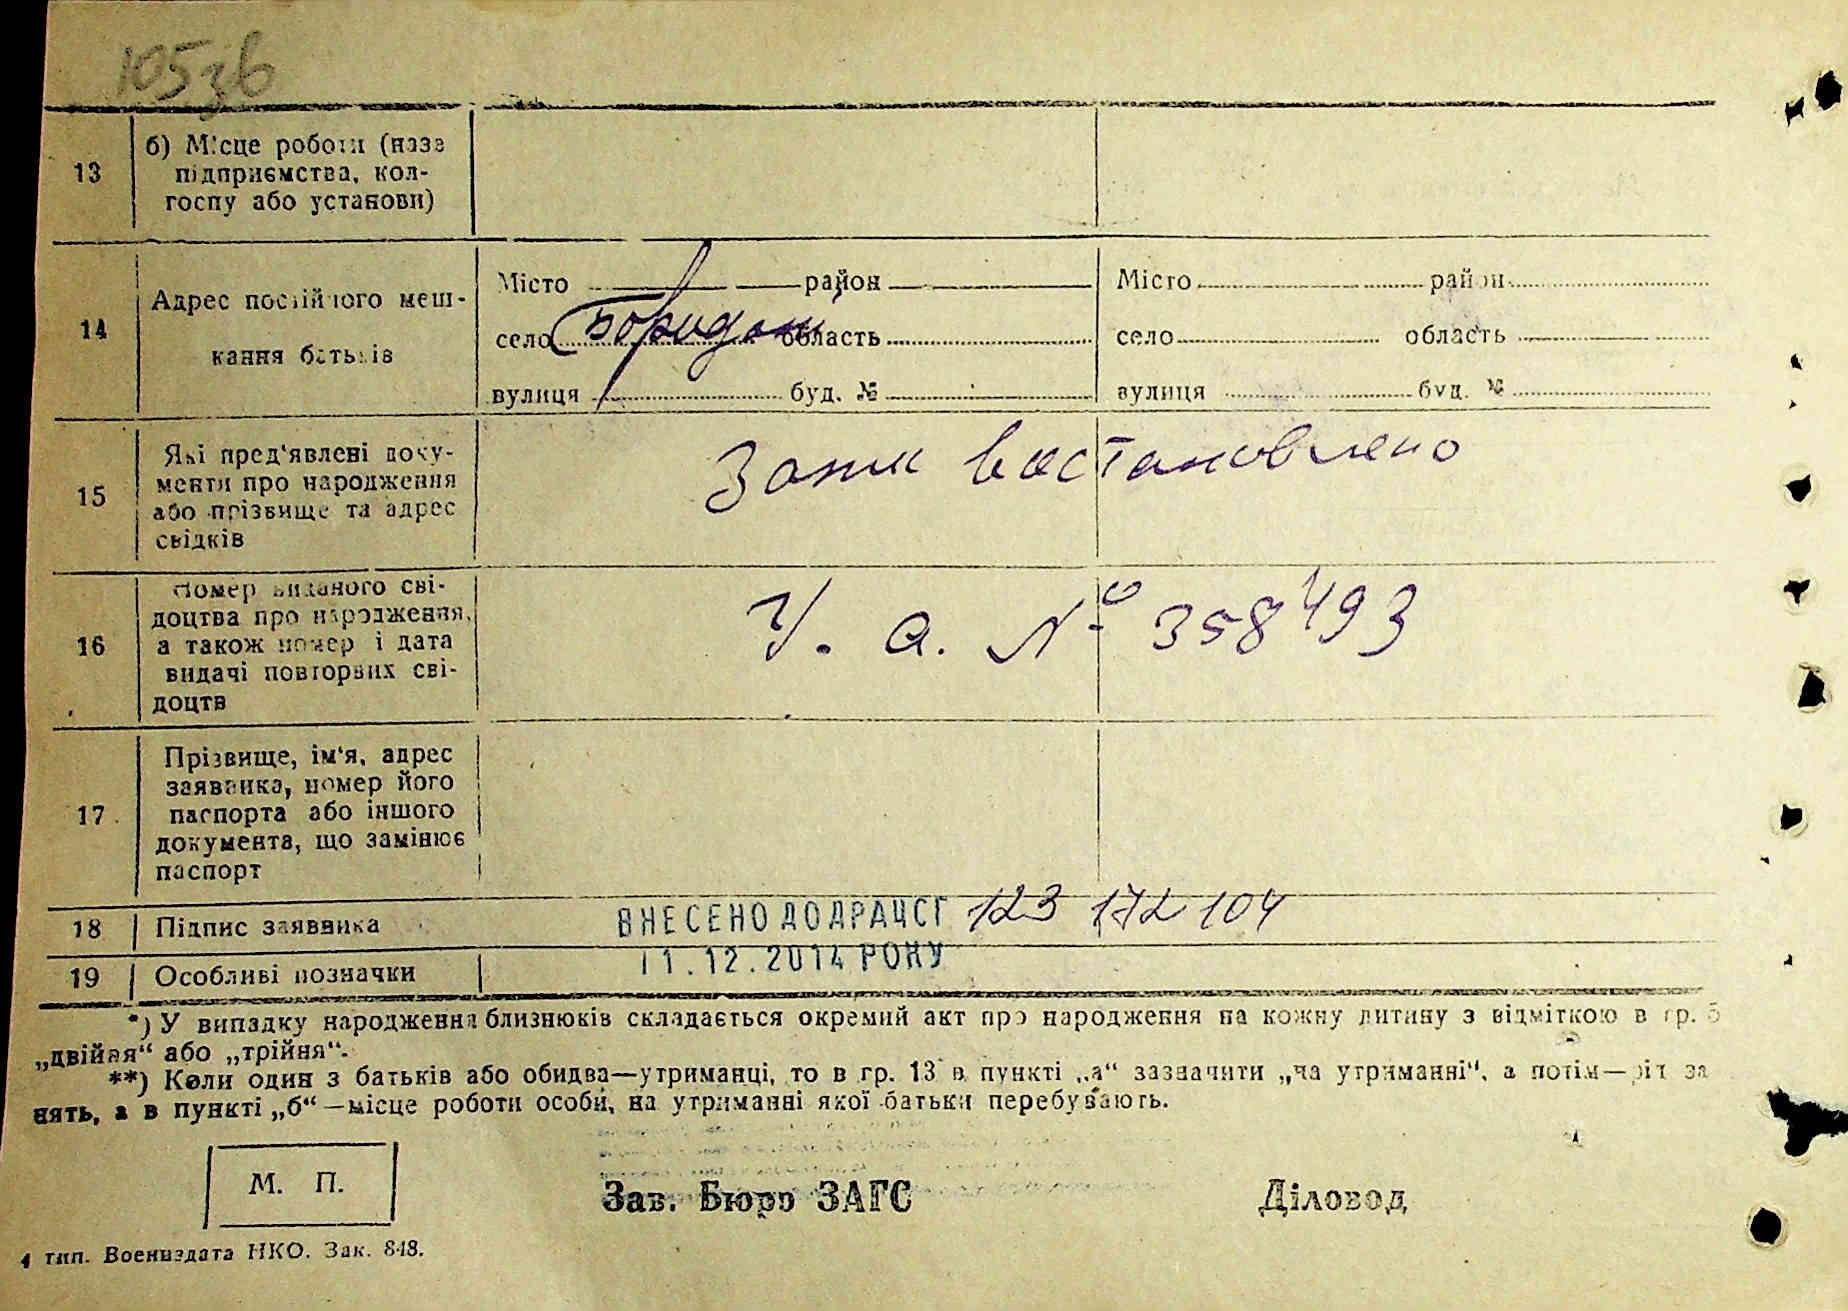 105зв
13
б) Місце роботи (назва
підприємства, кол-
госпу або установи)
14
Адрес постійного меш-
кання батьків
Місто район
село область
вулиця буд. №
Місто район
село область
вулиця буд. №
15
Які пред'явлені доку-
менти про народження
або прізвище та адрес
свідків
Запис востановлено
16
Номер виданого сві-
доцтва про народження,
а також номер і дата
видачі повторних сві-
доцтв
У. а. № 358493
17
Прізвище, ім'я, адрес
заявника, номер його
паспорта або іншого
документа, що замінює
паспорт
18 Підпис заявника
ВНЕСЕНО ДО ДРАЦСГ 123 172 104
11.12.2014 РОКУ
19 Особливі позначки
*) У випадку народження близнюків складається окремий акт про народження на кожну дитину з відміткою в гр. 5
„двійня“ або „трійня“.
**) Коли один з батьків або обидва—утриманці, то в гр. 13 в пункті „а“ зазначити „на утриманні“, а потім—рід за
нять, а в пункті „б“—місце роботи особи, на утриманні якої батьки перебувають.
М. П.
Зав. Бюро ЗАГС
Діловод
4 тип. Воениздата НКО. Зак. 848.